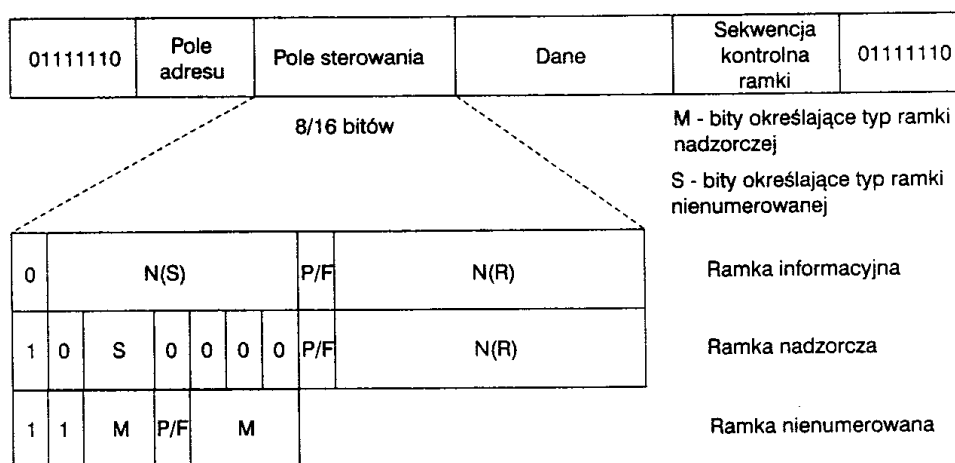 01111110
Pole
adresu
Pole sterowania
Dane
Sekwencja
kontrolna
ramki
01111110
8/16 bitów
M - bity określające typ ramki
nadzorczej
S - bity określające typ ramki
nienumerowanej
0 N(S) P/F N(R) Ramka informacyjna
1 0 S 0 0 0 0 P/F N(R) Ramka nadzorcza
1 1 M P/F M Ramka nienumerowana